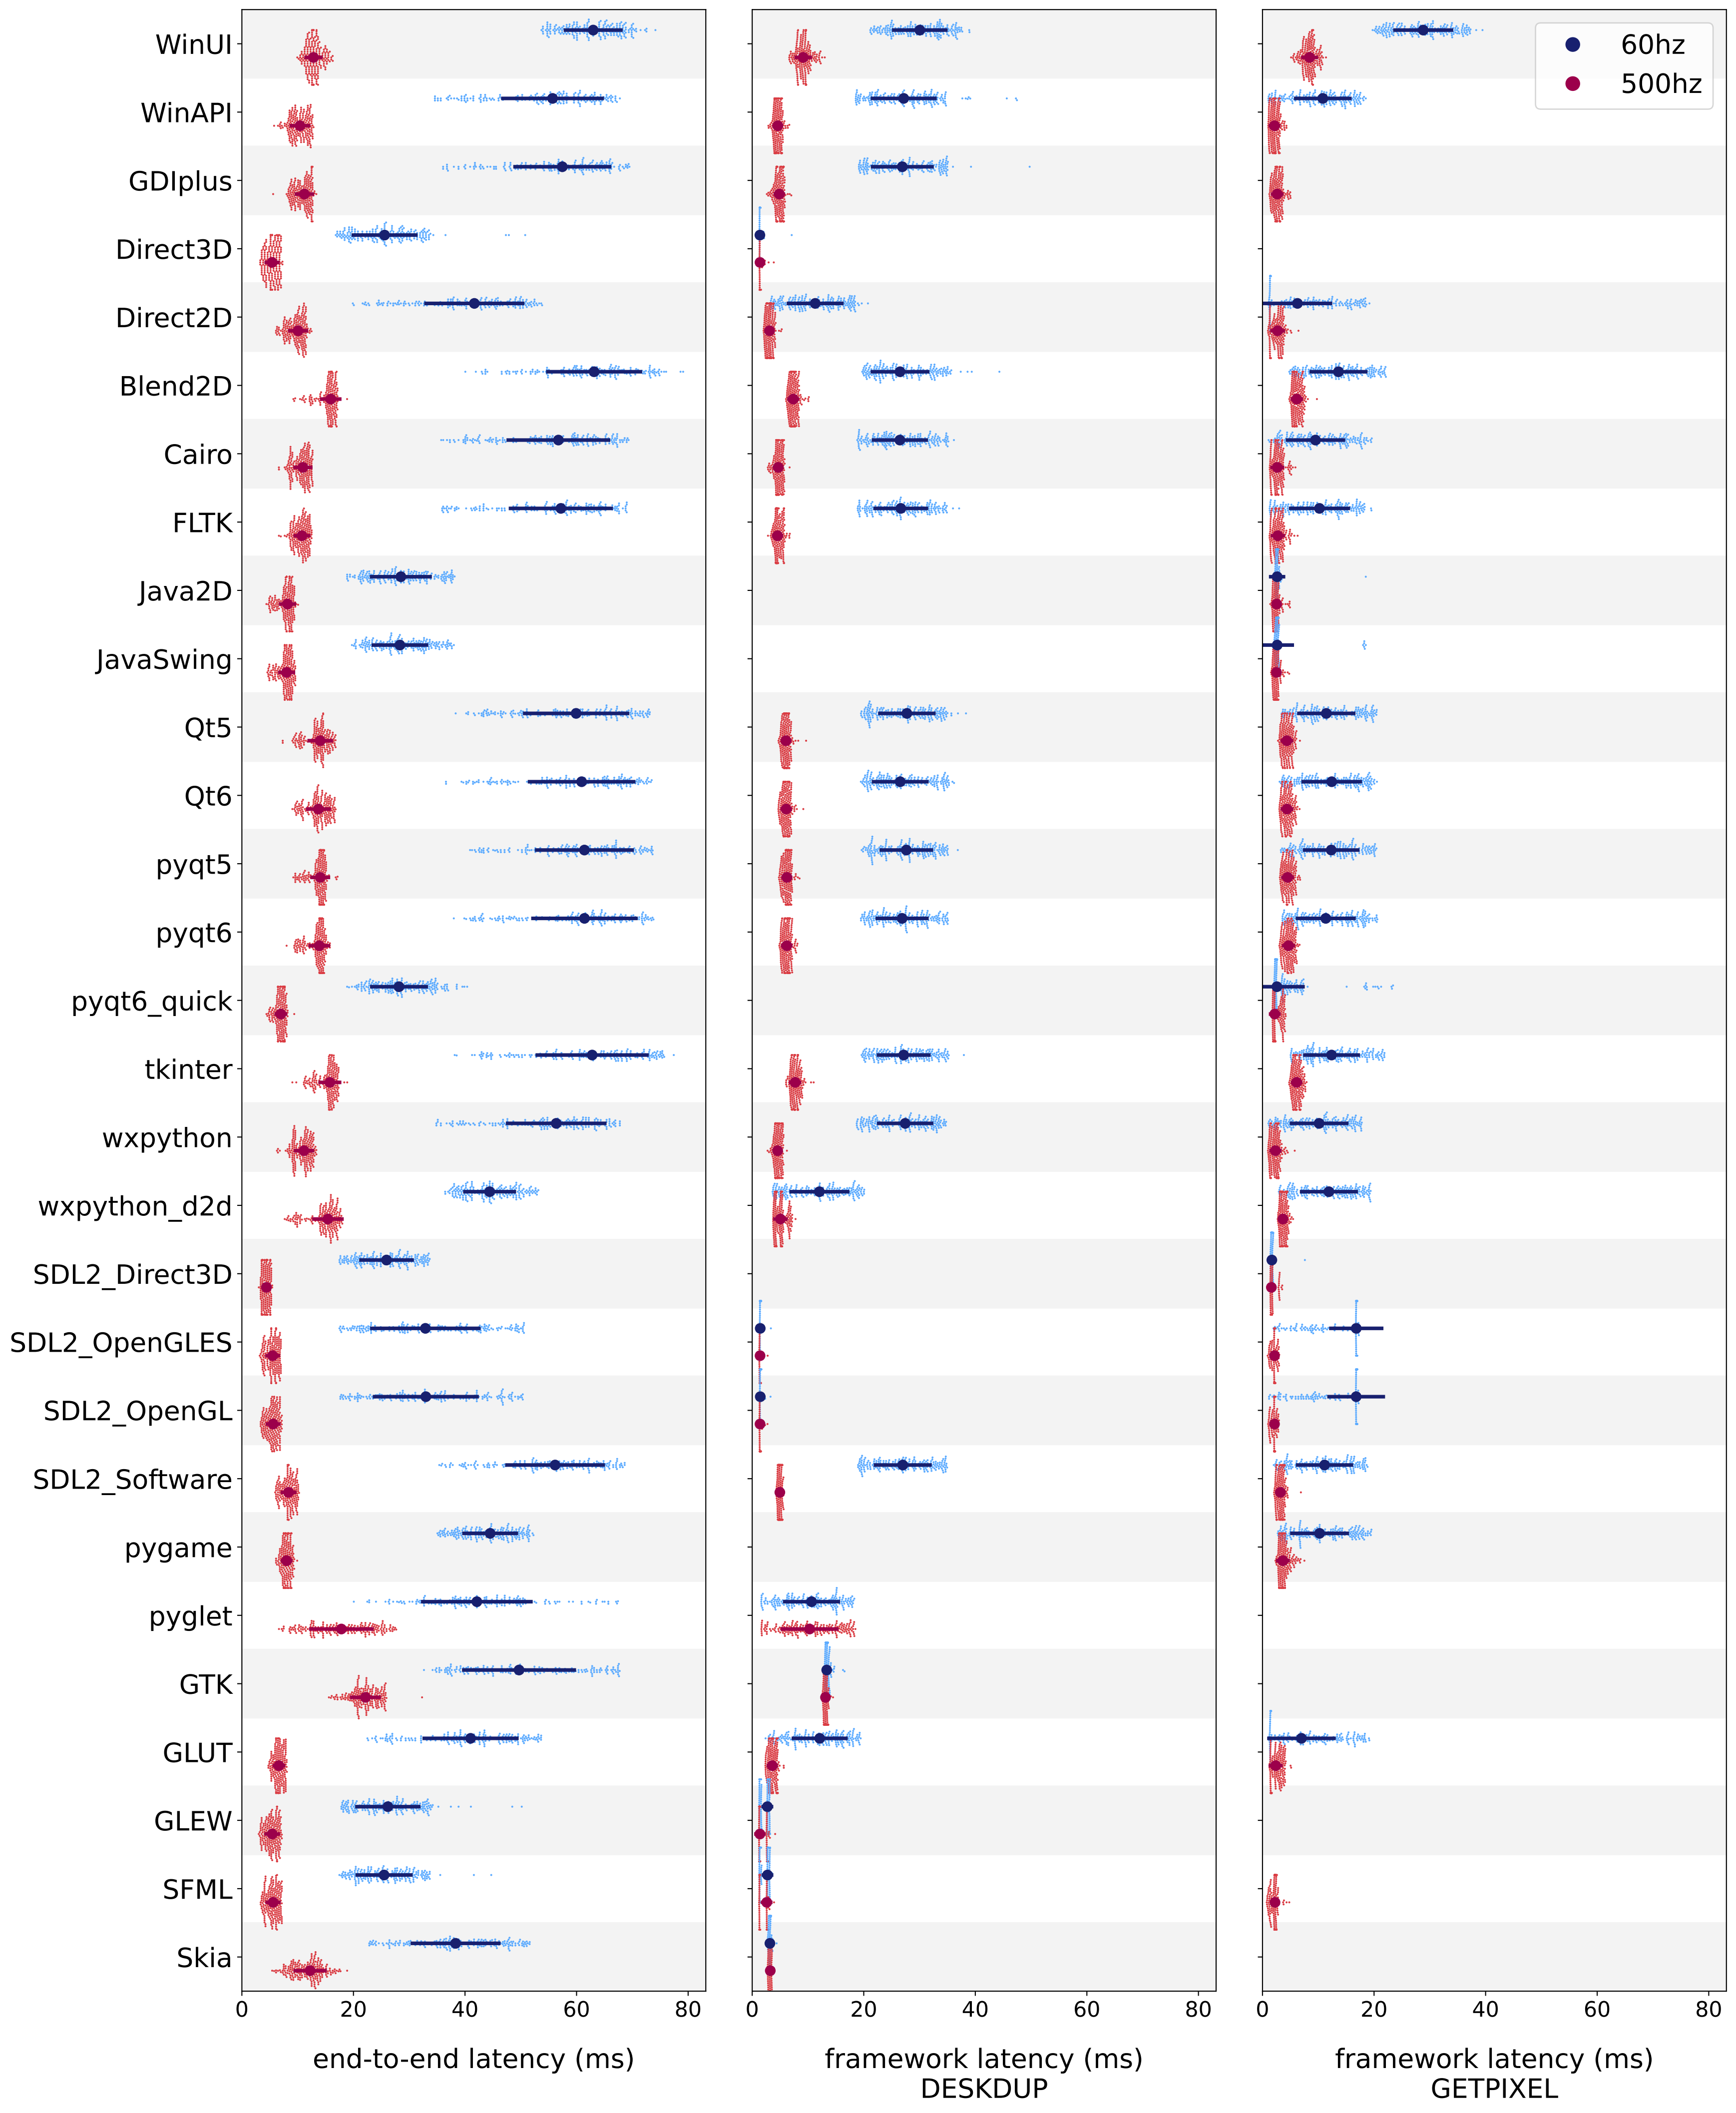 WinUI
WinAPI
GDIplus
Direct3D
Direct2D
Blend2D
Cairo
FLTK
Java2D
JavaSwing
Qt5
Qt6
pyqt5
pyqt6
pyqt6_quick
tkinter
wxpython
wxpython_d2d
SDL2_Direct3D
SDL2_OpenGLES
SDL2_OpenGL
SDL2_Software
pygame
pyglet
GTK
GLUT
GLEW
SFML
Skia
60hz
500hz
0 20 40 60 80
0 20 40 60 80
0 20 40 60 80
end-to-end latency (ms)
framework latency (ms)
DESKDUP
framework latency (ms)
GETPIXEL